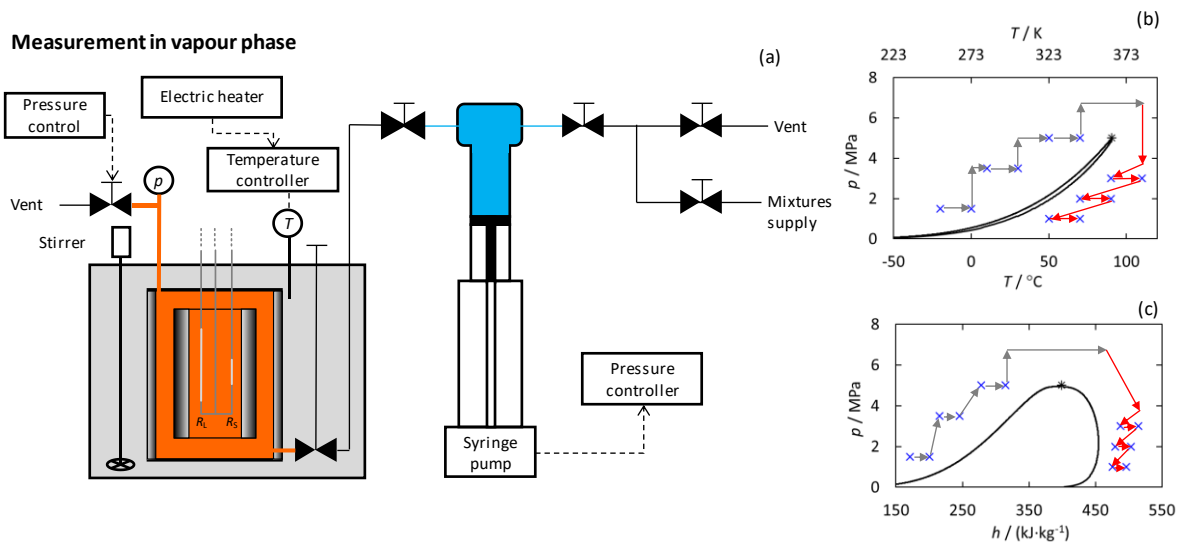 Measurement in vapour phase
(a)
Pressure
control
Electric heater
Temperature
controller
Vent
p
T
Stirrer
R_L
R_S
Vent
Mixtures
supply
Pressure
controller
Syringe
pump
(b)
T / K
223 273 323 373
8
6
4
2
0
p / MPa
-50 0 50 100
T / °C
(c)
8
6
4
2
0
p / MPa
150 250 350 450 550
h / (kJ·kg⁻¹)